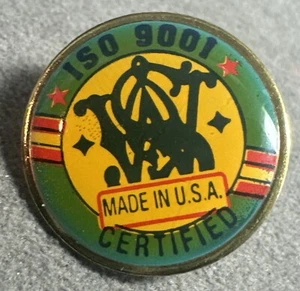 ISO 9001
MADE IN U.S.A.
CERTIFIED